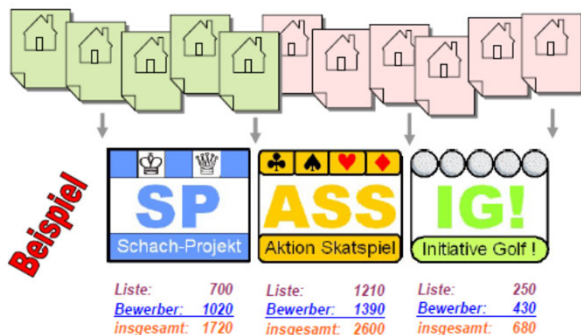 Beispiel
SP
Schach-Projekt
ASS
Aktion Skatspiel
IG!
Initiative Golf !
Liste: 700
Bewerber: 1020
insgesamt: 1720
Liste: 1210
Bewerber: 1390
insgesamt: 2600
Liste: 250
Bewerber: 430
insgesamt: 680